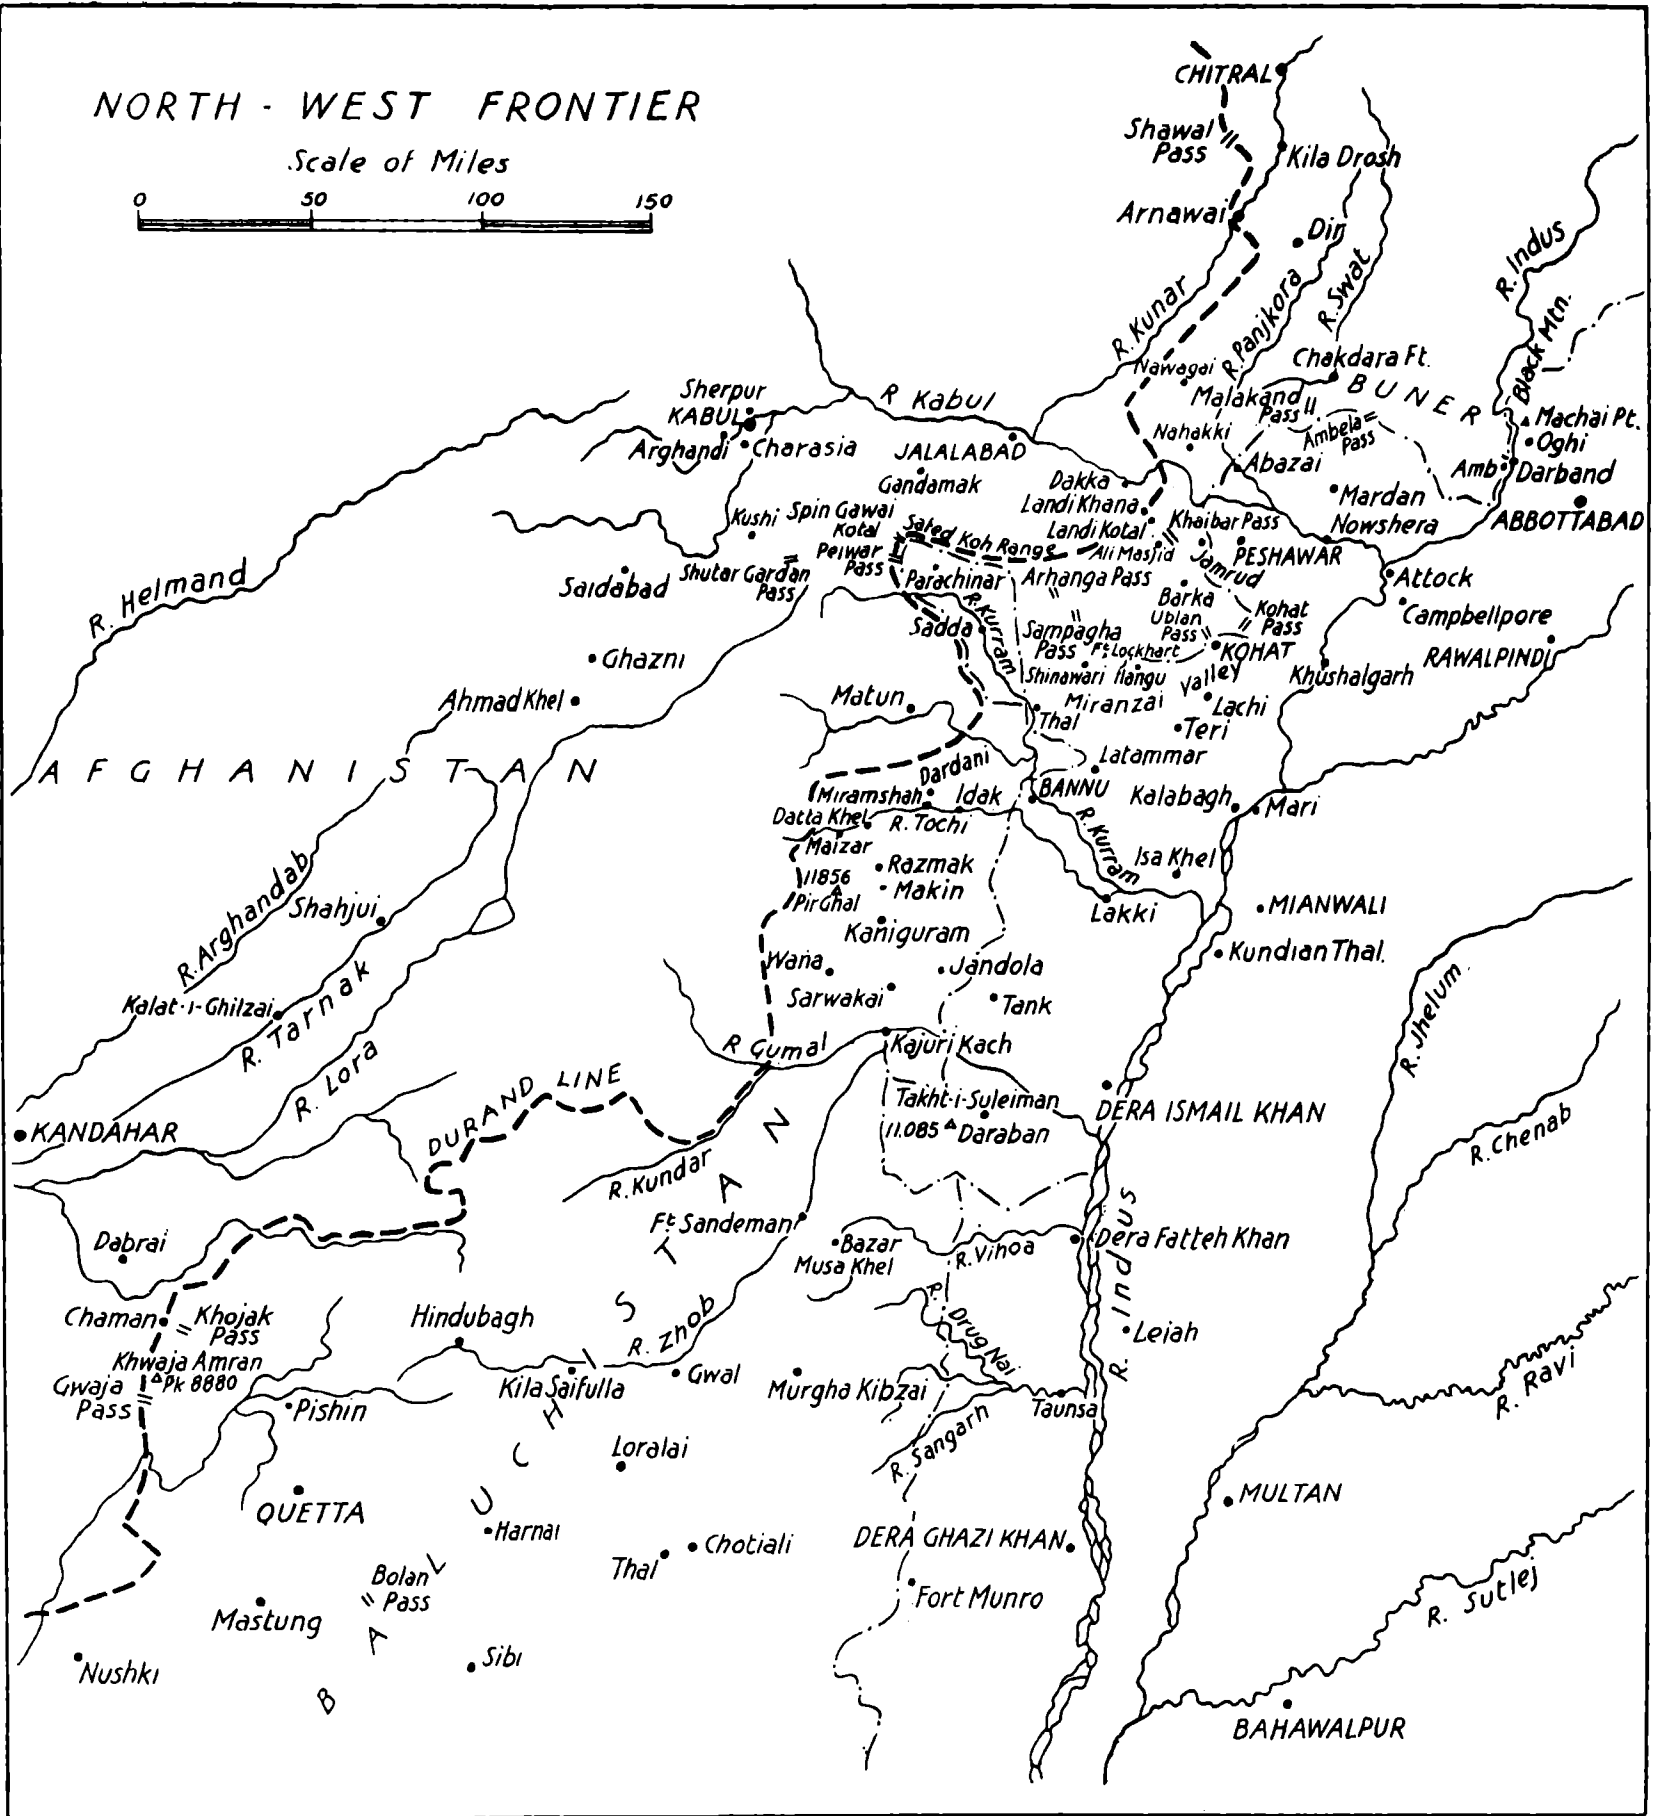 NORTH - WEST FRONTIER
Scale of Miles
0 50 100 150
CHITRAL
Shawal
Pass
Kila Drosh
Arnawai
Dir
R. Indus
R. Kunar
R. Panjkora
R. Swat
Black Mtn.
Nawagai
Chakdara Ft.
BUNER
Malakand
Pass
Ambela
Pass
Machai Pt.
Oghi
Sherpur
KABUL
R Kabul
Arghandi
Charasia
JALALABAD
Nahakki
Abazai
Amb
Darband
Gandamak
Dakka
Mardan
Landi Khana
Kushi
Spin Gawai
Kotal
Safed Koh Range
Landi Kotal
Khaibar Pass
Nowshera
ABBOTTABAD
Peiwar
Pass
Ali Masjid
PESHAWAR
Jamrud
R. Helmand
Saidabad
Shutar Gardan
Pass
Parachinar
Arhanga Pass
Attock
Barka
Campbellpore
R. Kurram
Ublan
Pass
Kohat
Pass
Sadda
Sampagha
Pass
Ft. Lockhart
KOHAT
RAWALPINDI
Ghazni
Shinawari
Hangu
Valley
Khushalgarh
Ahmad Khel
Matun
Miranzai
Lachi
Thal
Teri
AFGHANISTAN
Latammar
Dardani
Miramshah
Idak
BANNU
Kalabagh
Mari
Datta Khel
R. Tochi
R. Kurram
Maizar
Isa Khel
Razmak
11856
Makin
Pir Ghal
Lakki
MIANWALI
R. Arghandab
Shahjui
Kaniguram
Kundian Thal.
Wana
Jandola
Kalat-i-Ghilzai
Sarwakai
Tank
R. Tarnak
R. Jhelum
R Gumal
Kajuri Kach
R. Lora
DURAND LINE
Takht-i-Suleiman
DERA ISMAIL KHAN
11.085
Daraban
KANDAHAR
R. Chenab
R. Kundar
Ft. Sandeman
Dabrai
Bazar
Musa Khel
R. Vihoa
Dera Fatteh Khan
R. Indus
Chaman
Khojak
Pass
Hindubagh
R. Zhob
R. Drug Nai
Leiah
Khwaja Amran
Pk 8880
Gwaja
Pass
Kila Saifulla
Gwal
Murgha Kibzai
Taunsa
R. Ravi
Pishin
R. Sangarh
Loralai
QUETTA
MULTAN
Harnai
Thal
Chotiali
DERA GHAZI KHAN
Bolan
Pass
Fort Munro
R. Sutlej
Mastung
BALUCHISTAN
Sibi
Nushki
BAHAWALPUR